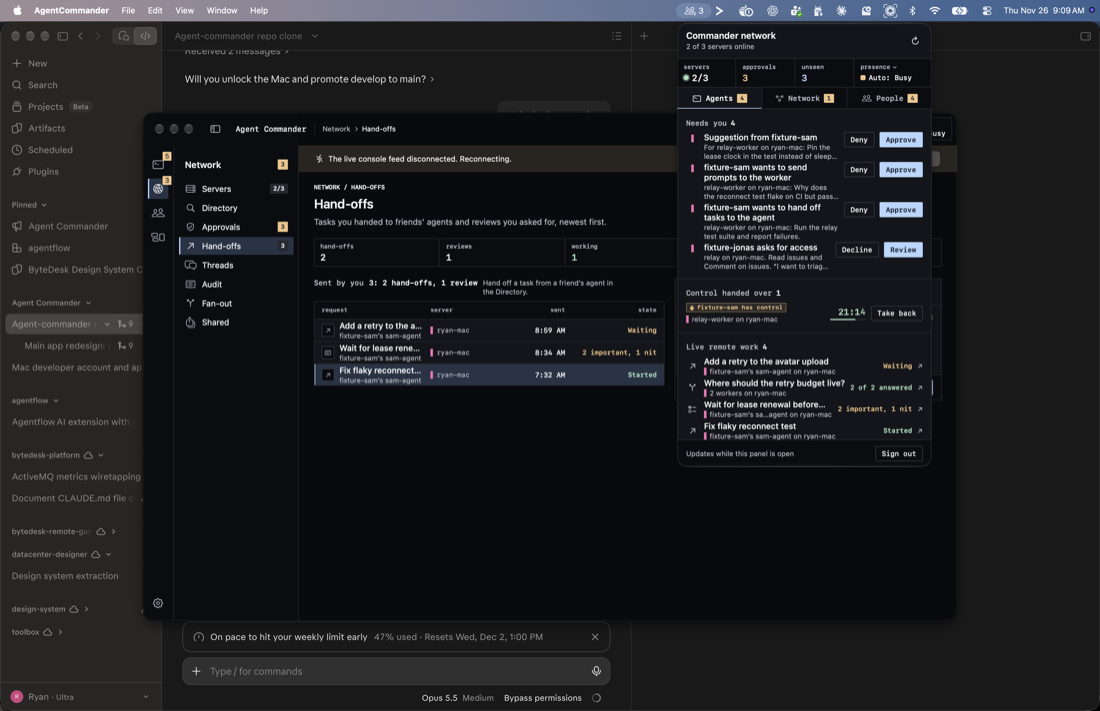 AgentCommander File Edit View Window Help
3
Thu Nov 26 9:09 AM
Agent-commander repo clone
New
Search
Projects Beta
Artifacts
Scheduled
Plugins
Pinned
Agent Commander
agentflow
ByteDesk Design System C
Agent Commander
Agent-commander 9
Main app redesign: 9
Mac developer account and ap
agentflow
Agentflow AI extension with
bytedesk-platform
ActiveMQ metrics wiretapping
Document CLAUDE.md file
bytedesk-remote-ga
datacenter-designer
Design system extraction
design-system
toolbox
R Ryan · Ultra
Received 2 messages
Will you unlock the Mac and promote develop to main?
Agent Commander Network Hand-offs
5
3
Network 3
Servers 2/3
Directory
Approvals 3
Hand-offs 3
Threads
Audit
Fan-out
Shared
The live console feed disconnected. Reconnecting.
NETWORK / HAND-OFFS
Hand-offs
Tasks you handed to friends' agents and reviews you asked for, newest first.
hand-offs reviews working
2 1 1
Sent by you 3: 2 hand-offs, 1 review Hand off a task from a friend's agent in the Directory.
request server sent state
Add a retry to the a...
fixture-sam's sam-agent ryan-mac 8:59 AM Waiting
Wait for lease rene...
fixture-sam's sam-agent ryan-mac 8:34 AM 2 important, 1 nit
Fix flaky reconnect...
fixture-sam's sam-agent ryan-mac 7:32 AM Started
usy
Commander network
2 of 3 servers online
servers approvals unseen presence
2/3 3 3 Auto: Busy
Agents 4 Network 1 People 4
Needs you 4
Suggestion from fixture-sam
For relay-worker on ryan-mac: Pin the
lease clock in the test instead of sleep...
Deny Approve
fixture-sam wants to send
prompts to the worker
relay-worker on ryan-mac: Why does
the reconnect test flake on CI but pass...
Deny Approve
fixture-sam wants to hand off
tasks to the agent
relay-worker on ryan-mac: Run the relay
test suite and report failures.
Deny Approve
fixture-jonas asks for access
relay on ryan-mac. Read issues and
Comment on issues. "I want to triag...
Decline Review
Control handed over 1
fixture-sam has control
relay-worker on ryan-mac
21:14 Take back
Live remote work 4
Add a retry to the avatar upload
fixture-sam's sam-agent on ryan-mac
Waiting
Where should the retry budget live?
2 workers on ryan-mac
2 of 2 answered
Wait for lease renewal before...
fixture-sam's sa...agent on ryan-mac
2 important, 1 nit
Fix flaky reconnect test
fixture-sam's sam-agent on ryan-mac
Started
Updates while this panel is open Sign out
On pace to hit your weekly limit early 47% used · Resets Wed, Dec 2, 1:00 PM
Type / for commands
Opus 5.5 Medium Bypass permissions